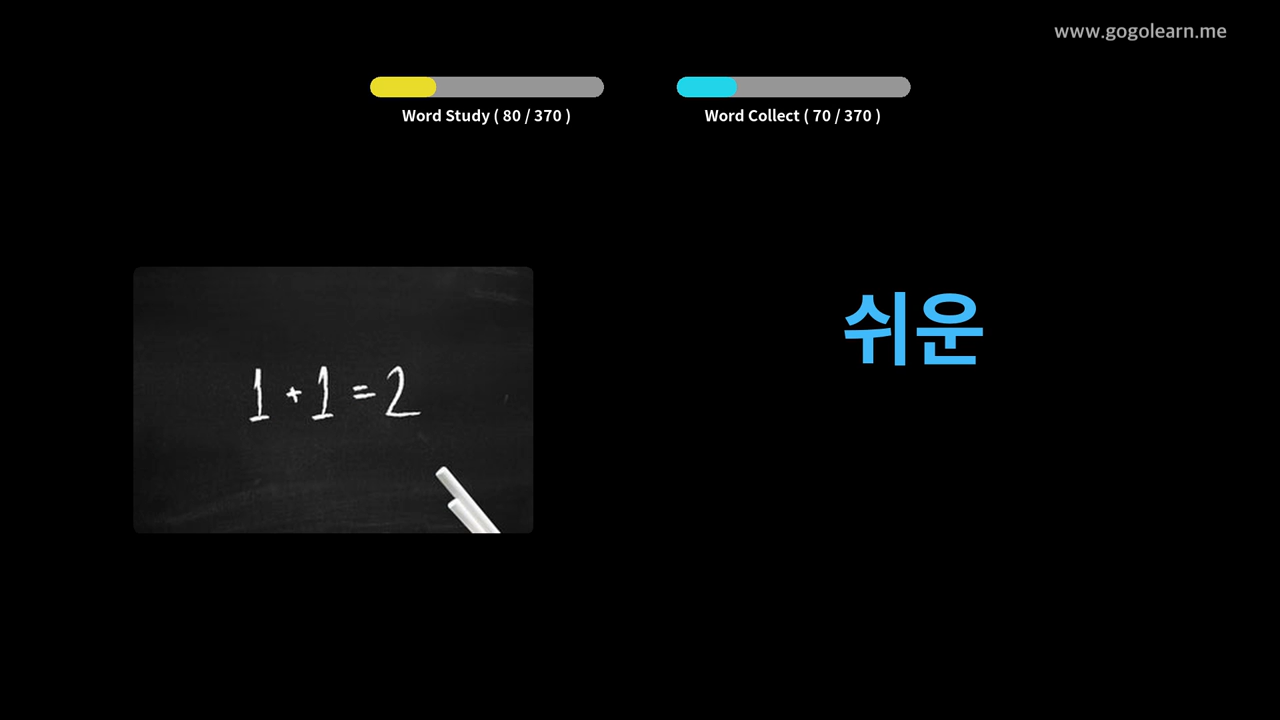 www.gogolearn.me
Word Study ( 80 / 370 )
Word Collect ( 70 / 370 )
쉬운
1 + 1 = 2